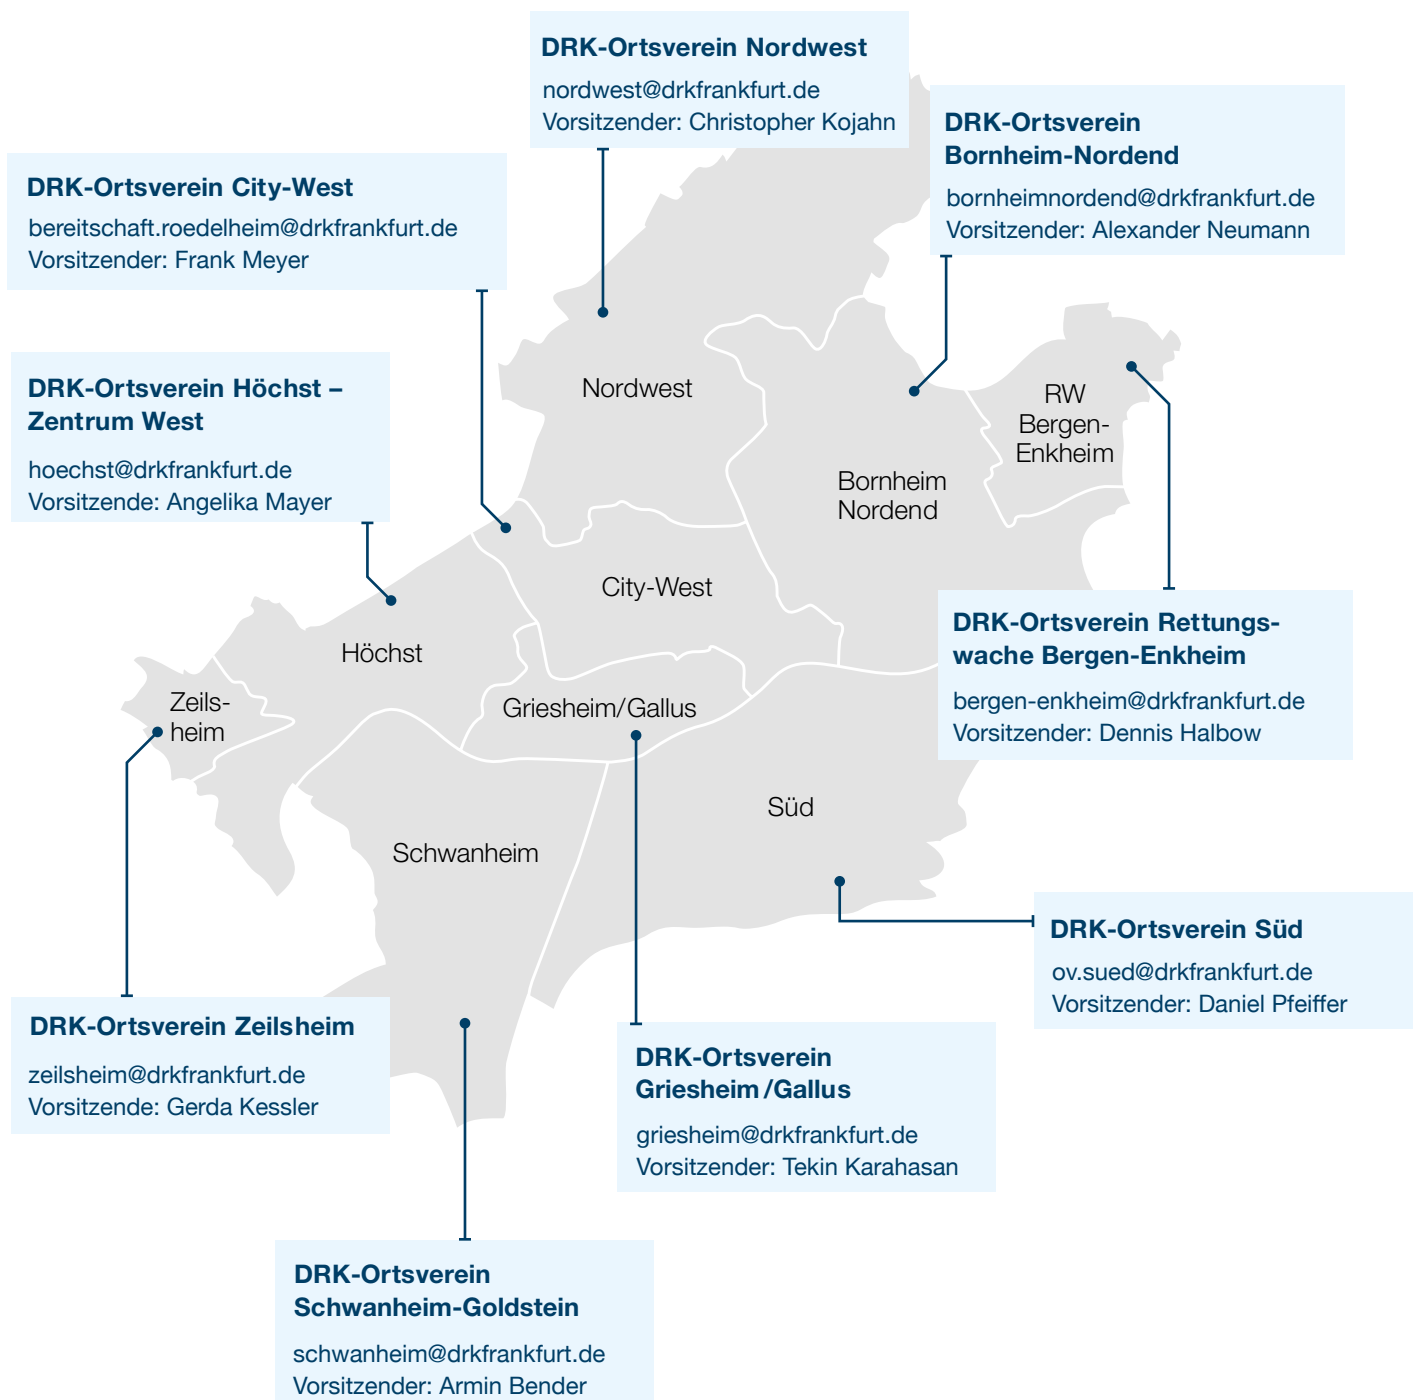 DRK-Ortsverein Nordwest
nordwest@drkfrankfurt.de
Vorsitzender: Christopher Kojahn
DRK-Ortsverein
Bornheim-Nordend
bornheimnordend@drkfrankfurt.de
Vorsitzender: Alexander Neumann
DRK-Ortsverein City-West
bereitschaft.roedelheim@drkfrankfurt.de
Vorsitzender: Frank Meyer
DRK-Ortsverein Höchst –
Zentrum West
hoechst@drkfrankfurt.de
Vorsitzende: Angelika Mayer
Nordwest
RW
Bergen-
Enkheim
Bornheim
Nordend
City-West
Höchst
Zeils-
heim
Griesheim/Gallus
Süd
Schwanheim
DRK-Ortsverein Rettungs-
wache Bergen-Enkheim
bergen-enkheim@drkfrankfurt.de
Vorsitzender: Dennis Halbow
DRK-Ortsverein Süd
ov.sued@drkfrankfurt.de
Vorsitzender: Daniel Pfeiffer
DRK-Ortsverein Zeilsheim
zeilsheim@drkfrankfurt.de
Vorsitzende: Gerda Kessler
DRK-Ortsverein
Griesheim/Gallus
griesheim@drkfrankfurt.de
Vorsitzender: Tekin Karahasan
DRK-Ortsverein
Schwanheim-Goldstein
schwanheim@drkfrankfurt.de
Vorsitzender: Armin Bender